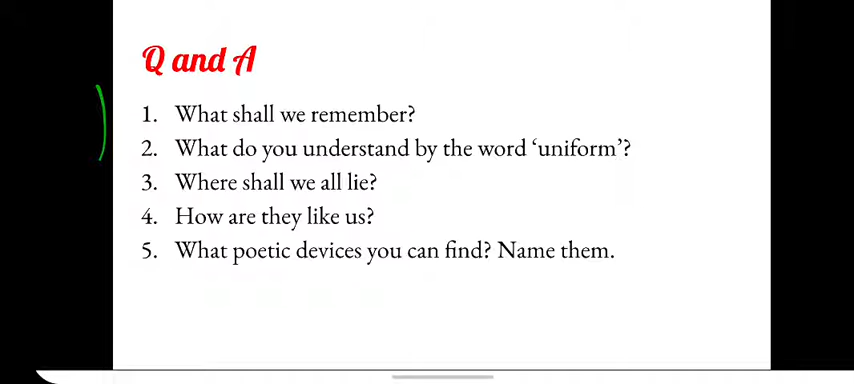 Q and A
1. What shall we remember?
2. What do you understand by the word ‘uniform’?
3. Where shall we all lie?
4. How are they like us?
5. What poetic devices you can find? Name them.